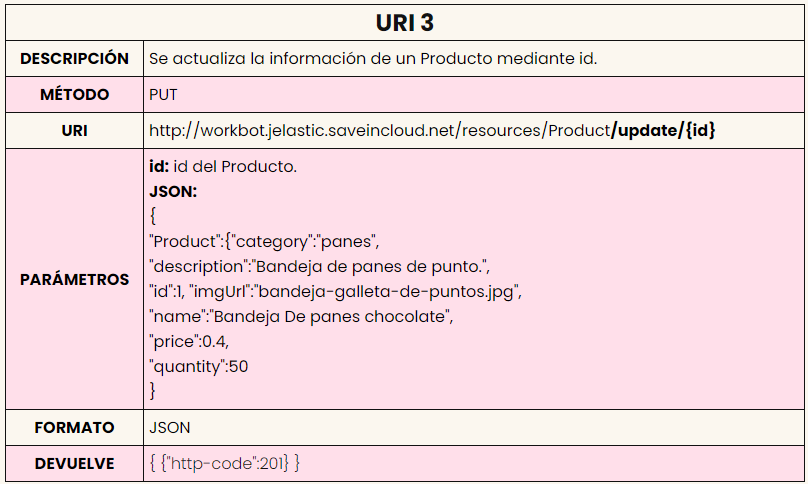 URI 3
DESCRIPCIÓN Se actualiza la información de un Producto mediante id.
MÉTODO PUT
URI http://workbot.jelastic.saveincloud.net/resources/Product/update/{id}
PARÁMETROS
id: id del Producto.
JSON:
{
"Product":{"category":"panes",
"description":"Bandeja de panes de punto.",
"id":1, "imgUrl":"bandeja-galleta-de-puntos.jpg",
"name":"Bandeja De panes chocolate",
"price":0.4,
"quantity":50
}
FORMATO JSON
DEVUELVE { {"http-code":201} }